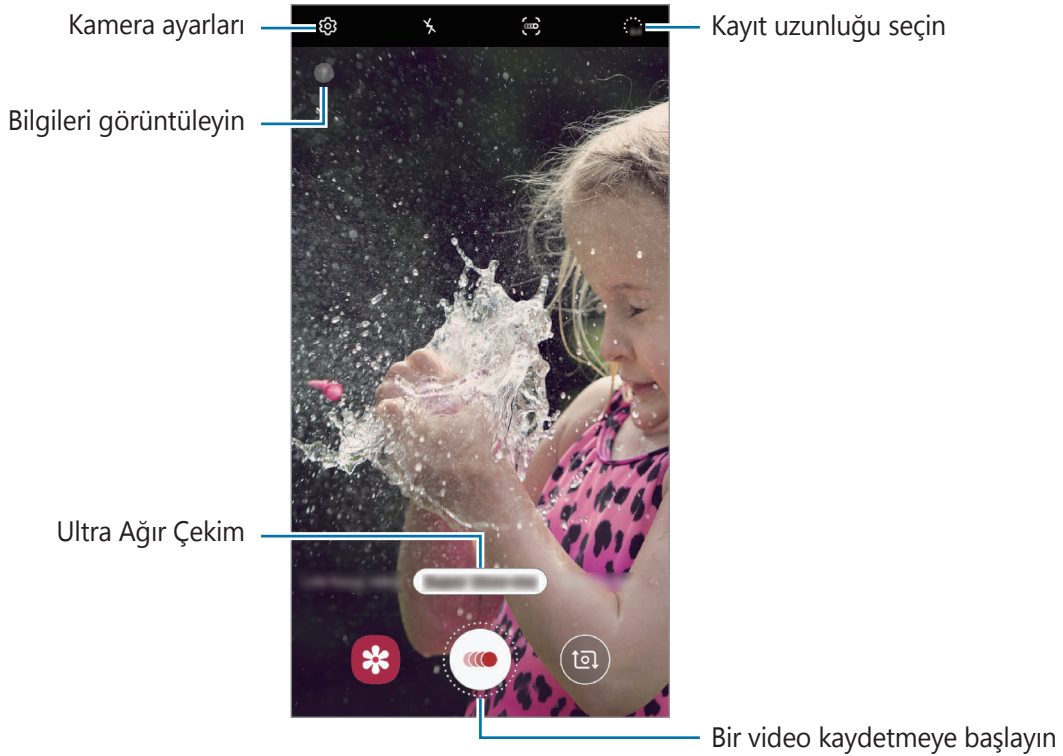 Kamera ayarları
Kayıt uzunluğu seçin
Bilgileri görüntüleyin
Ultra Ağır Çekim
Bir video kaydetmeye başlayın